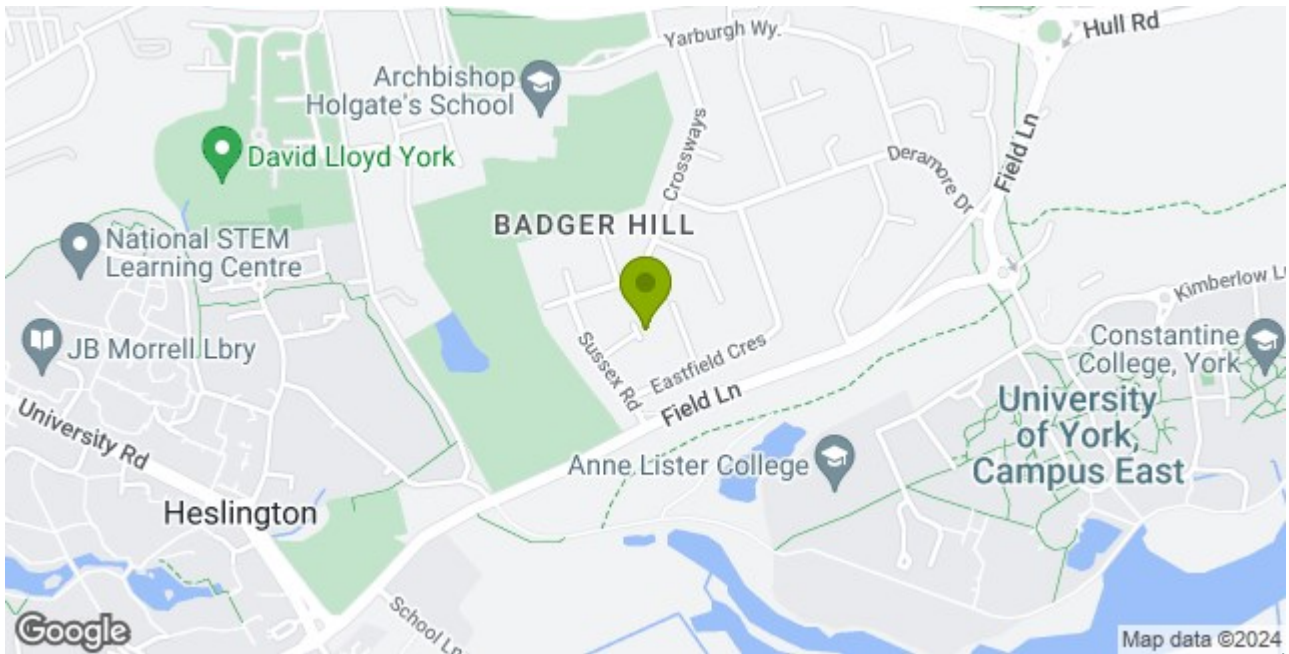 Hull Rd
Yarburgh Wy.
Archbishop
Holgate's School
Crossways
Field Ln
David Lloyd York
Deramore Dr
BADGER HILL
National STEM
Learning Centre
Kimberlow Ln
JB Morrell Lbry
Sussex Rd
Eastfield Cres
Constantine
College, York
University Rd
Field Ln
University
of York,
Campus East
Anne Lister College
Heslington
School Ln
Google
Map data ©2024